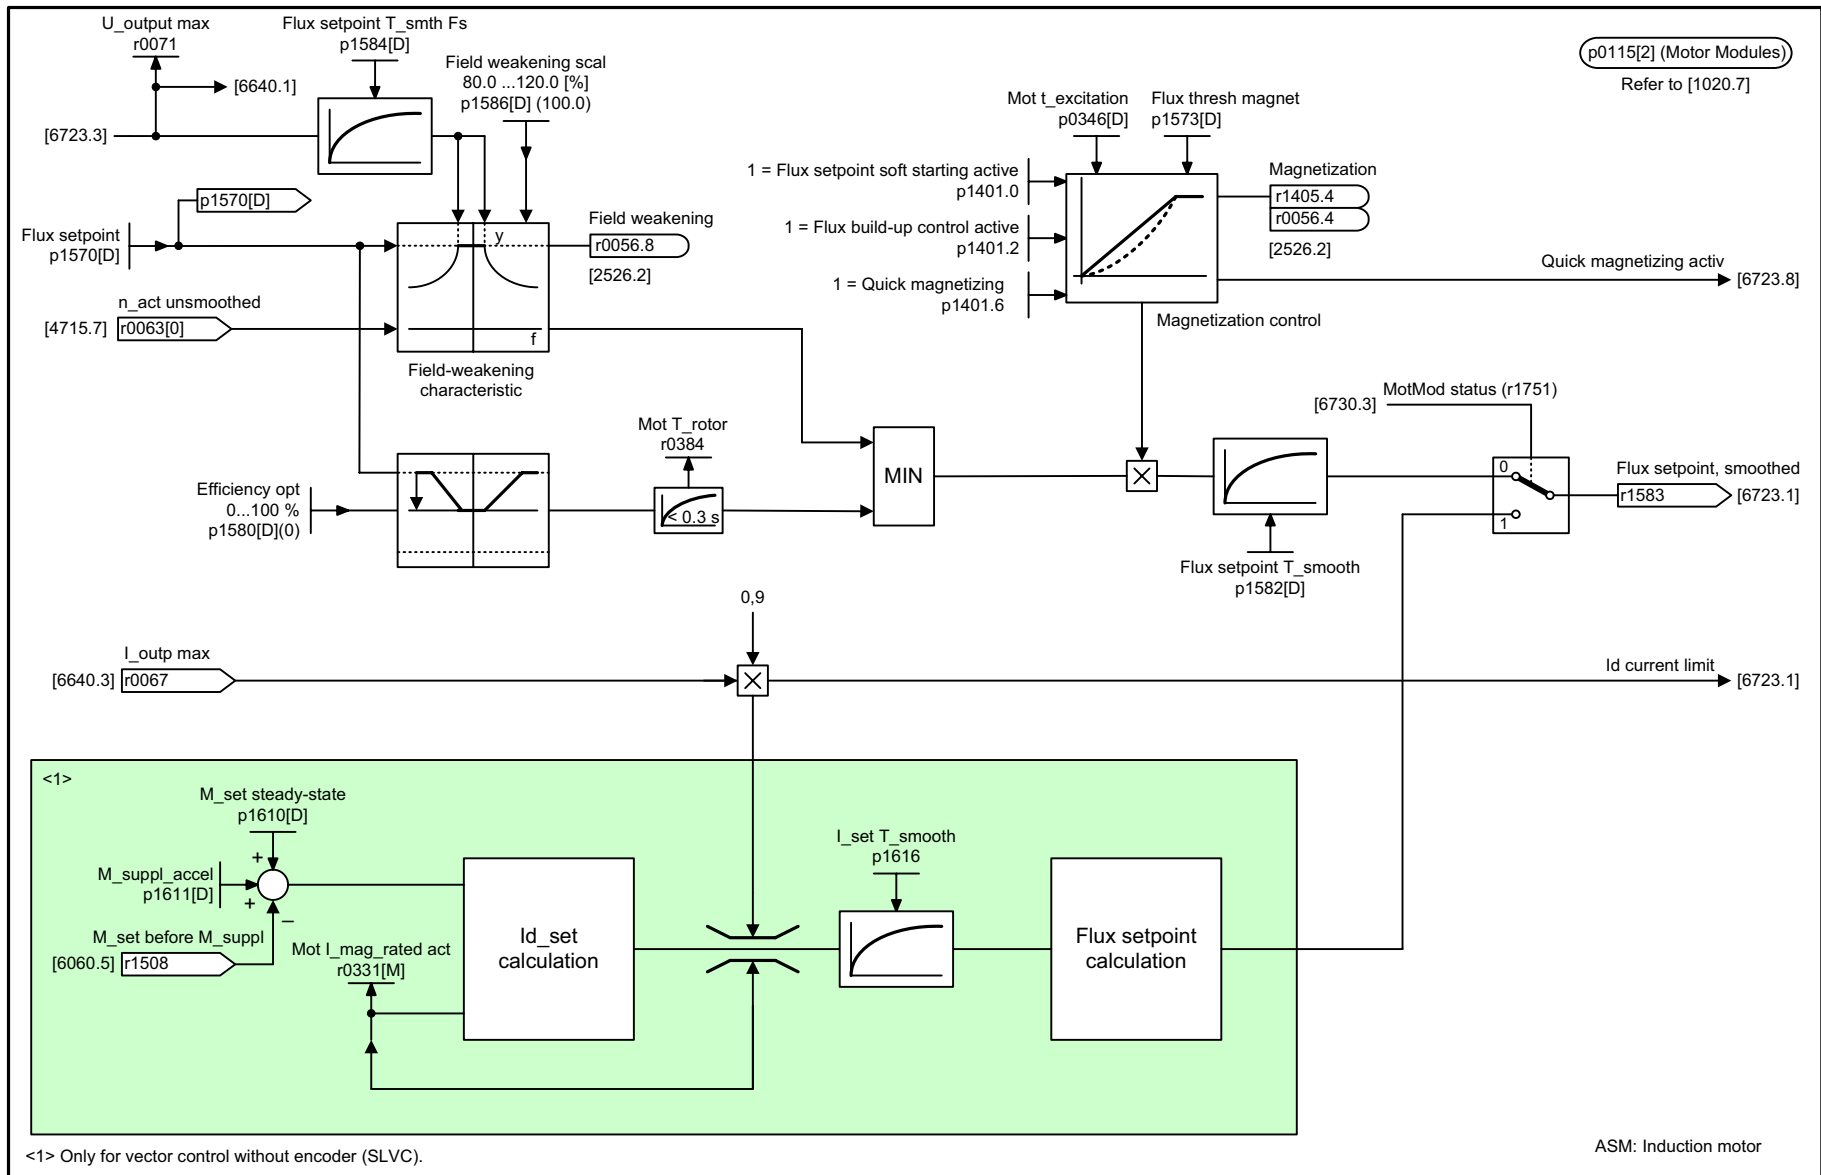 U_output max
r0071
[6640.1]
[6723.3]
Flux setpoint T_smth Fs
p1584[D]
Field weakening scal
80.0 ...120.0 [%]
p1586[D] (100.0)
p0115[2] (Motor Modules)
Refer to [1020.7]
Mot t_excitation
p0346[D]
Flux thresh magnet
p1573[D]
1 = Flux setpoint soft starting active
p1401.0
1 = Flux build-up control active
p1401.2
1 = Quick magnetizing
p1401.6
Magnetization
r1405.4
r0056.4
[2526.2]
Quick magnetizing activ
[6723.8]
Magnetization control
p1570[D]
Flux setpoint
p1570[D]
y
f
Field weakening
r0056.8
[2526.2]
n_act unsmoothed
[4715.7]
r0063[0]
Field-weakening
characteristic
Mot T_rotor
r0384
< 0.3 s
Efficiency opt
0...100 %
p1580[D](0)
MIN
MotMod status (r1751)
[6730.3]
0
1
Flux setpoint, smoothed
r1583
[6723.1]
Flux setpoint T_smooth
p1582[D]
0,9
I_outp max
[6640.3]
r0067
Id current limit
[6723.1]
<1>
M_set steady-state
p1610[D]
+
M_suppl_accel
p1611[D]
+
–
M_set before M_suppl
[6060.5]
r1508
Mot I_mag_rated act
r0331[M]
Id_set
calculation
I_set T_smooth
p1616
Flux setpoint
calculation
<1> Only for vector control without encoder (SLVC).
ASM: Induction motor